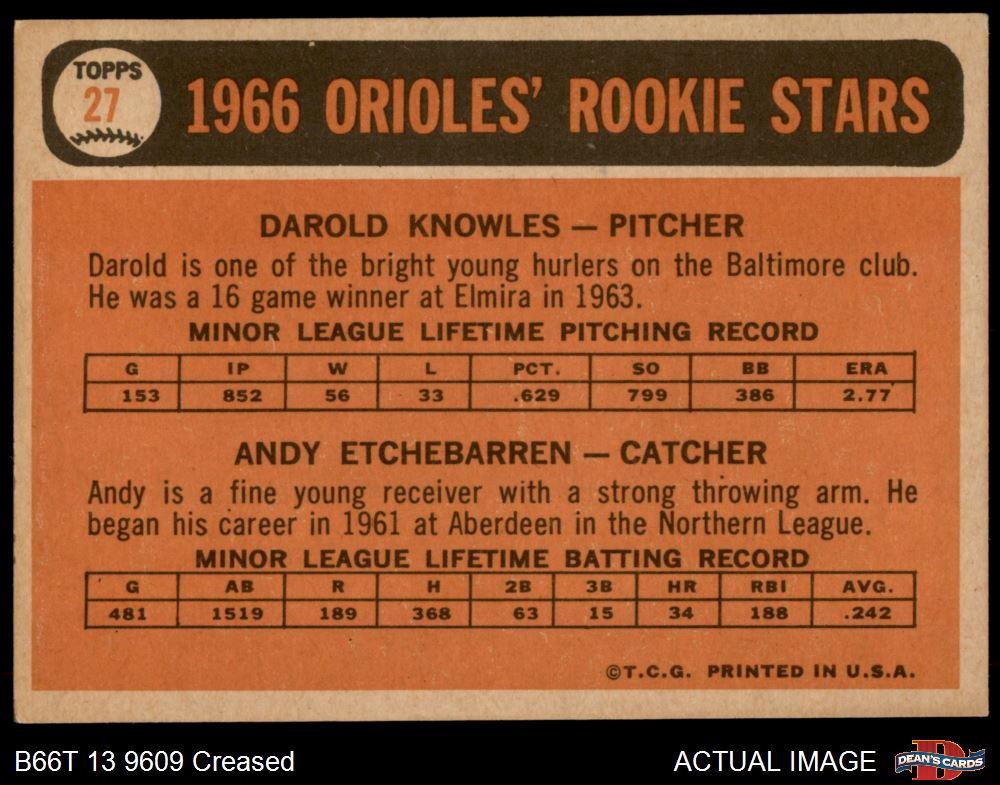 TOPPS
27
1966 ORIOLES' ROOKIE STARS
DAROLD KNOWLES — PITCHER
Darold is one of the bright young hurlers on the Baltimore club.
He was a 16 game winner at Elmira in 1963.
MINOR LEAGUE LIFETIME PITCHING RECORD
G IP W L PCT. SO BB ERA
153 852 56 33 .629 799 386 2.77
ANDY ETCHEBARREN — CATCHER
Andy is a fine young receiver with a strong throwing arm. He
began his career in 1961 at Aberdeen in the Northern League.
MINOR LEAGUE LIFETIME BATTING RECORD
G AB R H 2B 3B HR RBI AVG.
481 1519 189 368 63 15 34 188 .242
©T.C.G. PRINTED IN U.S.A.
B66T 13 9609 Creased
ACTUAL IMAGE
D
DEAN'S CARDS